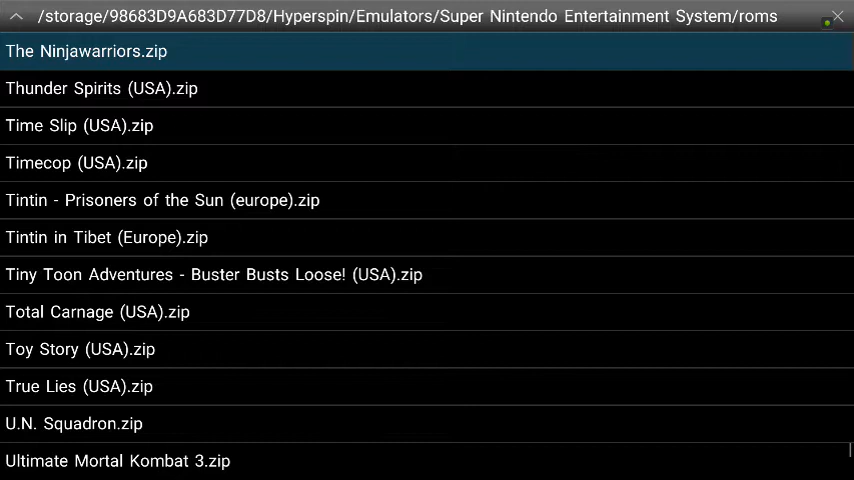 /storage/98683D9A683D77D8/Hyperspin/Emulators/Super Nintendo Entertainment System/roms
The Ninjawarriors.zip
Thunder Spirits (USA).zip
Time Slip (USA).zip
Timecop (USA).zip
Tintin - Prisoners of the Sun (europe).zip
Tintin in Tibet (Europe).zip
Tiny Toon Adventures - Buster Busts Loose! (USA).zip
Total Carnage (USA).zip
Toy Story (USA).zip
True Lies (USA).zip
U.N. Squadron.zip
Ultimate Mortal Kombat 3.zip